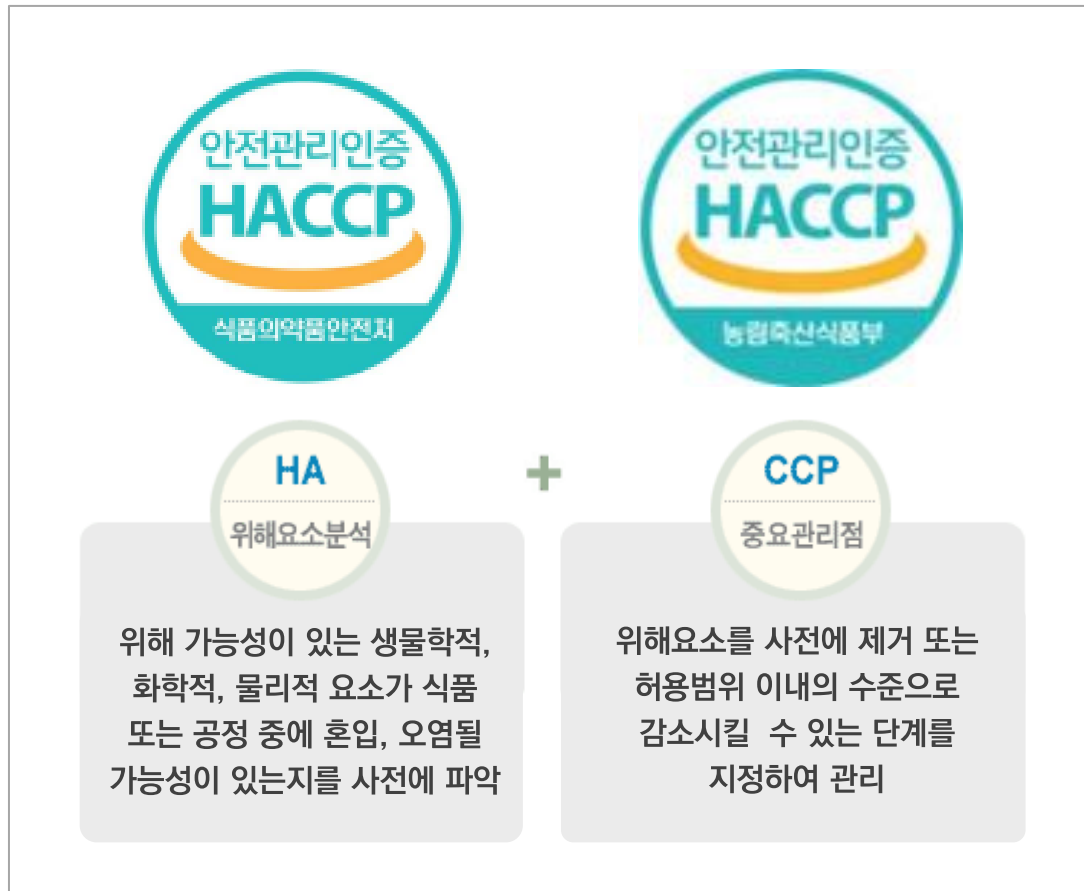 안전관리인증
HACCP
식품의약품안전처
안전관리인증
HACCP
농림축산식품부
HA
위해요소분석
+
CCP
중요관리점
위해 가능성이 있는 생물학적,
화학적, 물리적 요소가 식품
또는 공정 중에 혼입, 오염될
가능성이 있는지를 사전에 파악
위해요소를 사전에 제거 또는
허용범위 이내의 수준으로
감소시킬 수 있는 단계를
지정하여 관리